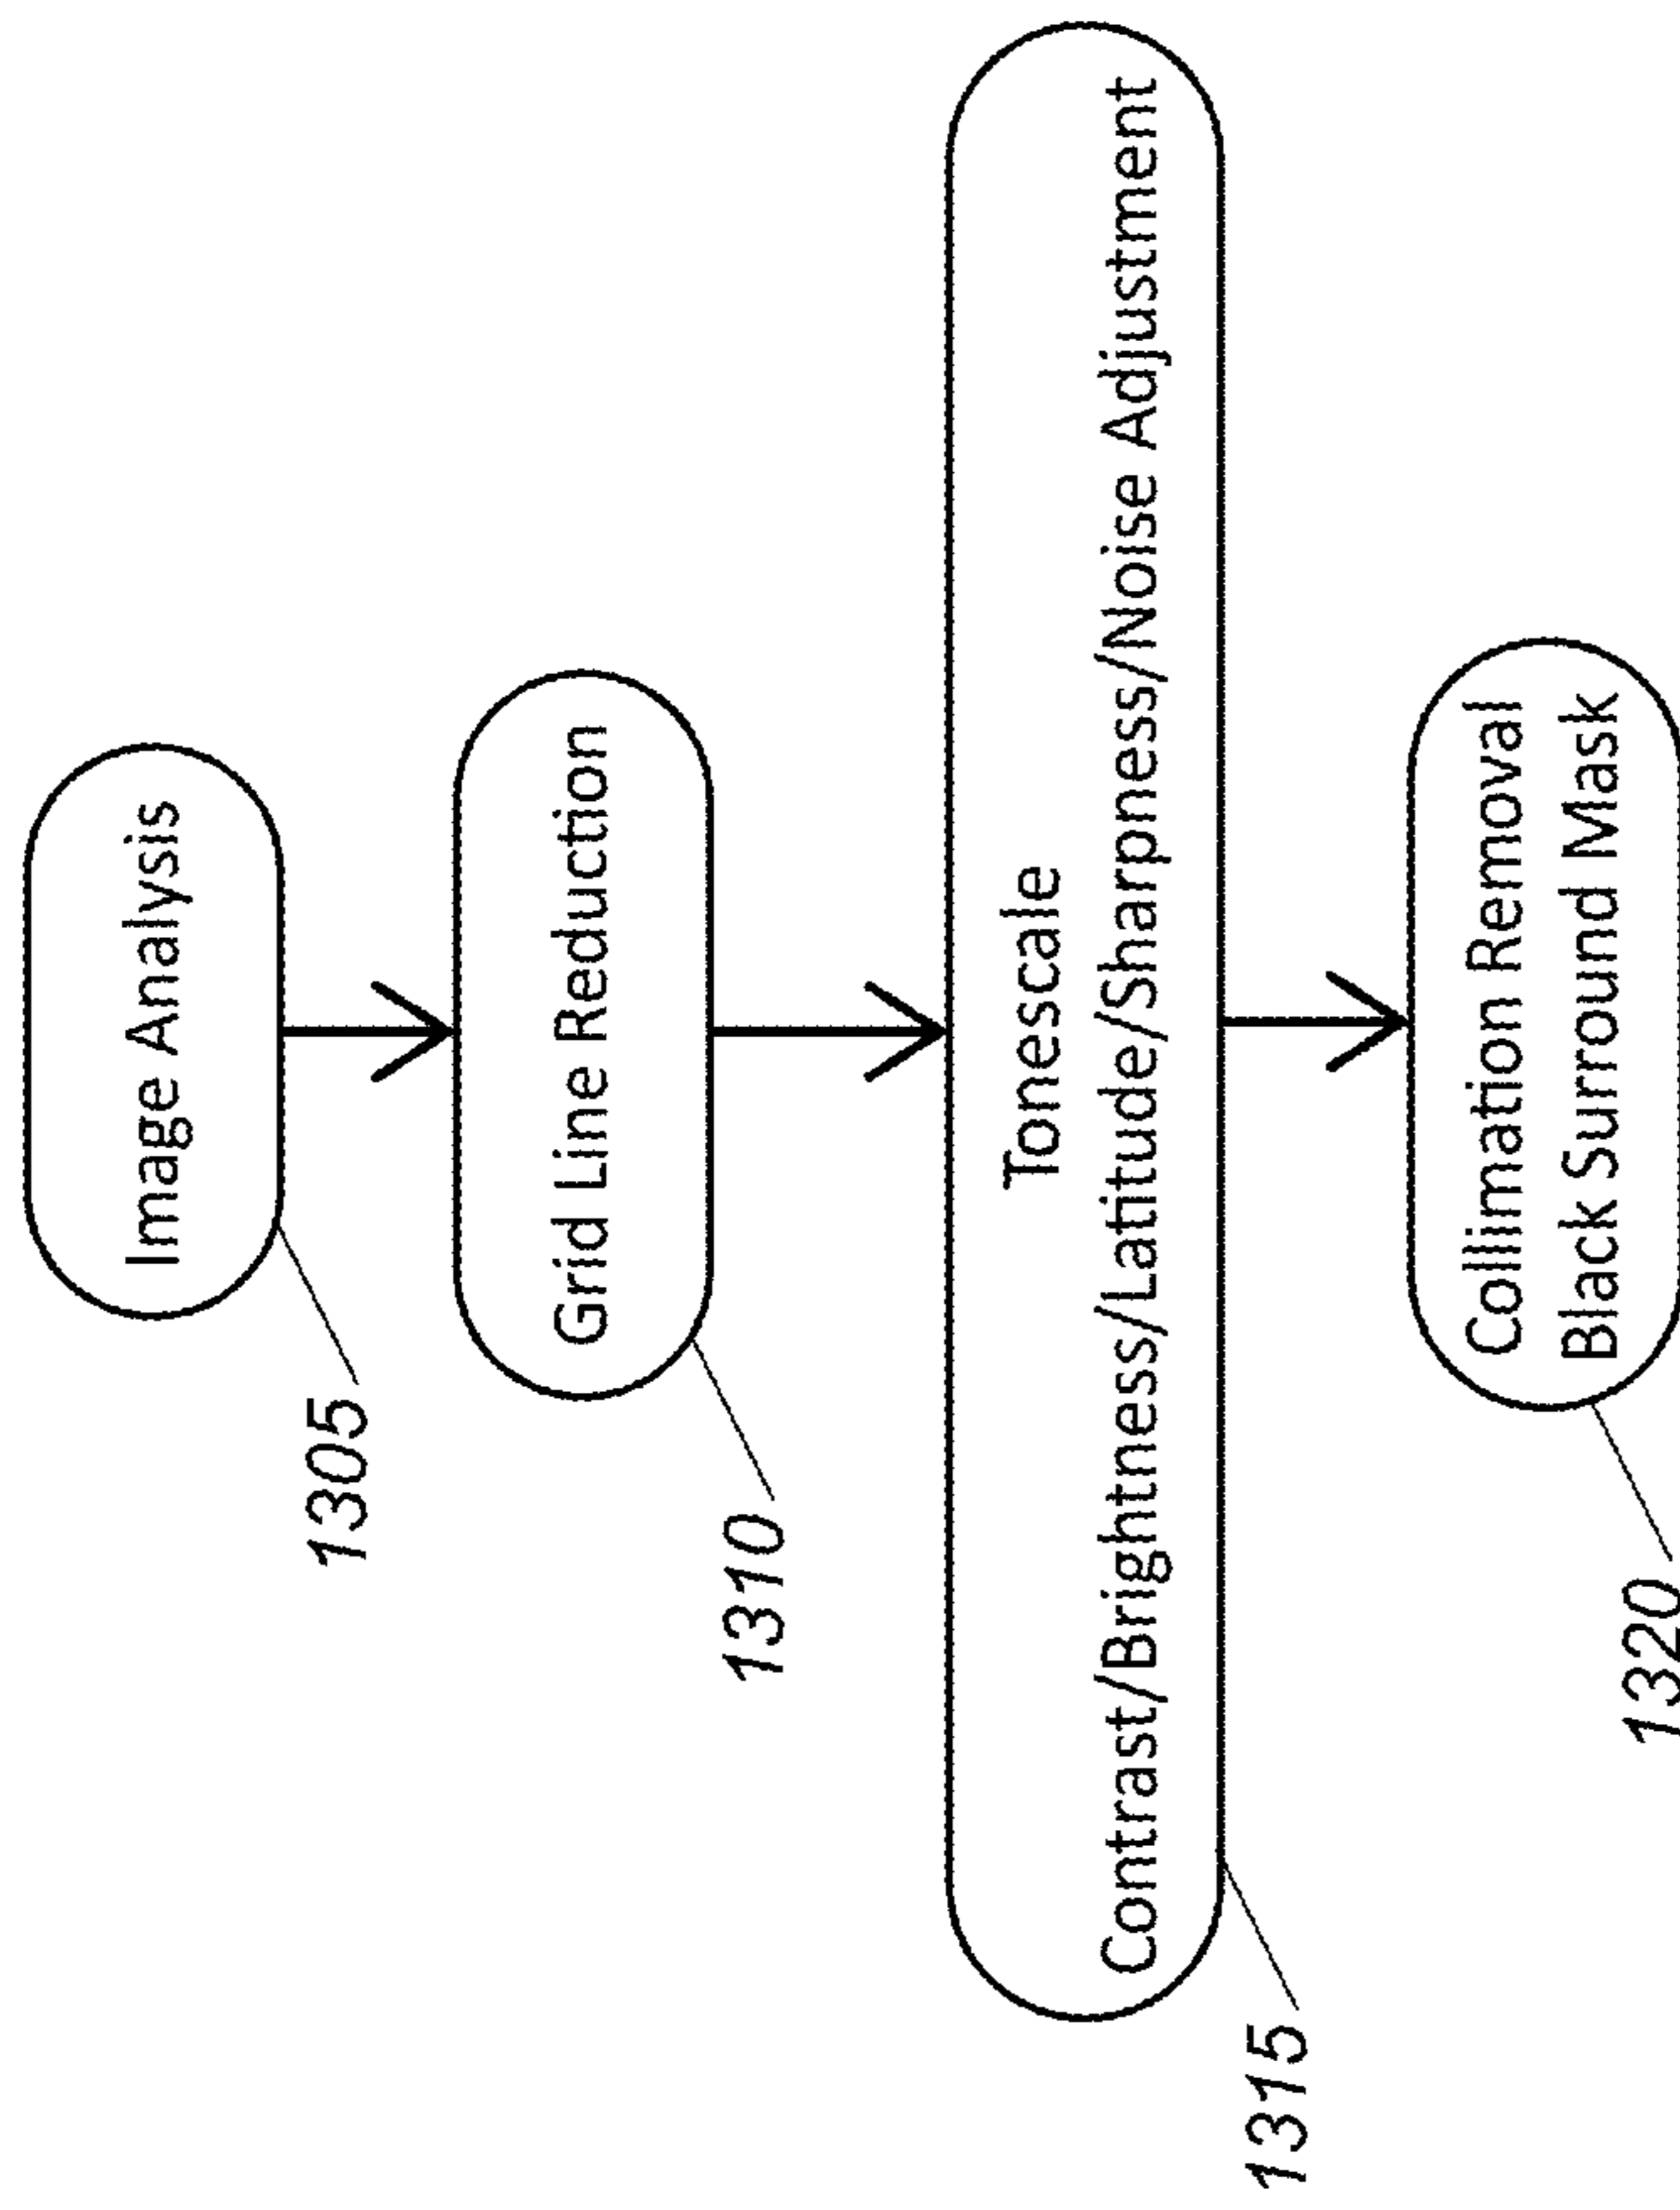 Image Analysis
1305
Grid Line Reduction
1310
Tonescale
Contrast/Brightness/Latitude/Sharpness/Noise Adjustment
1315
Collimation Removal
Black Surround Mask
1320